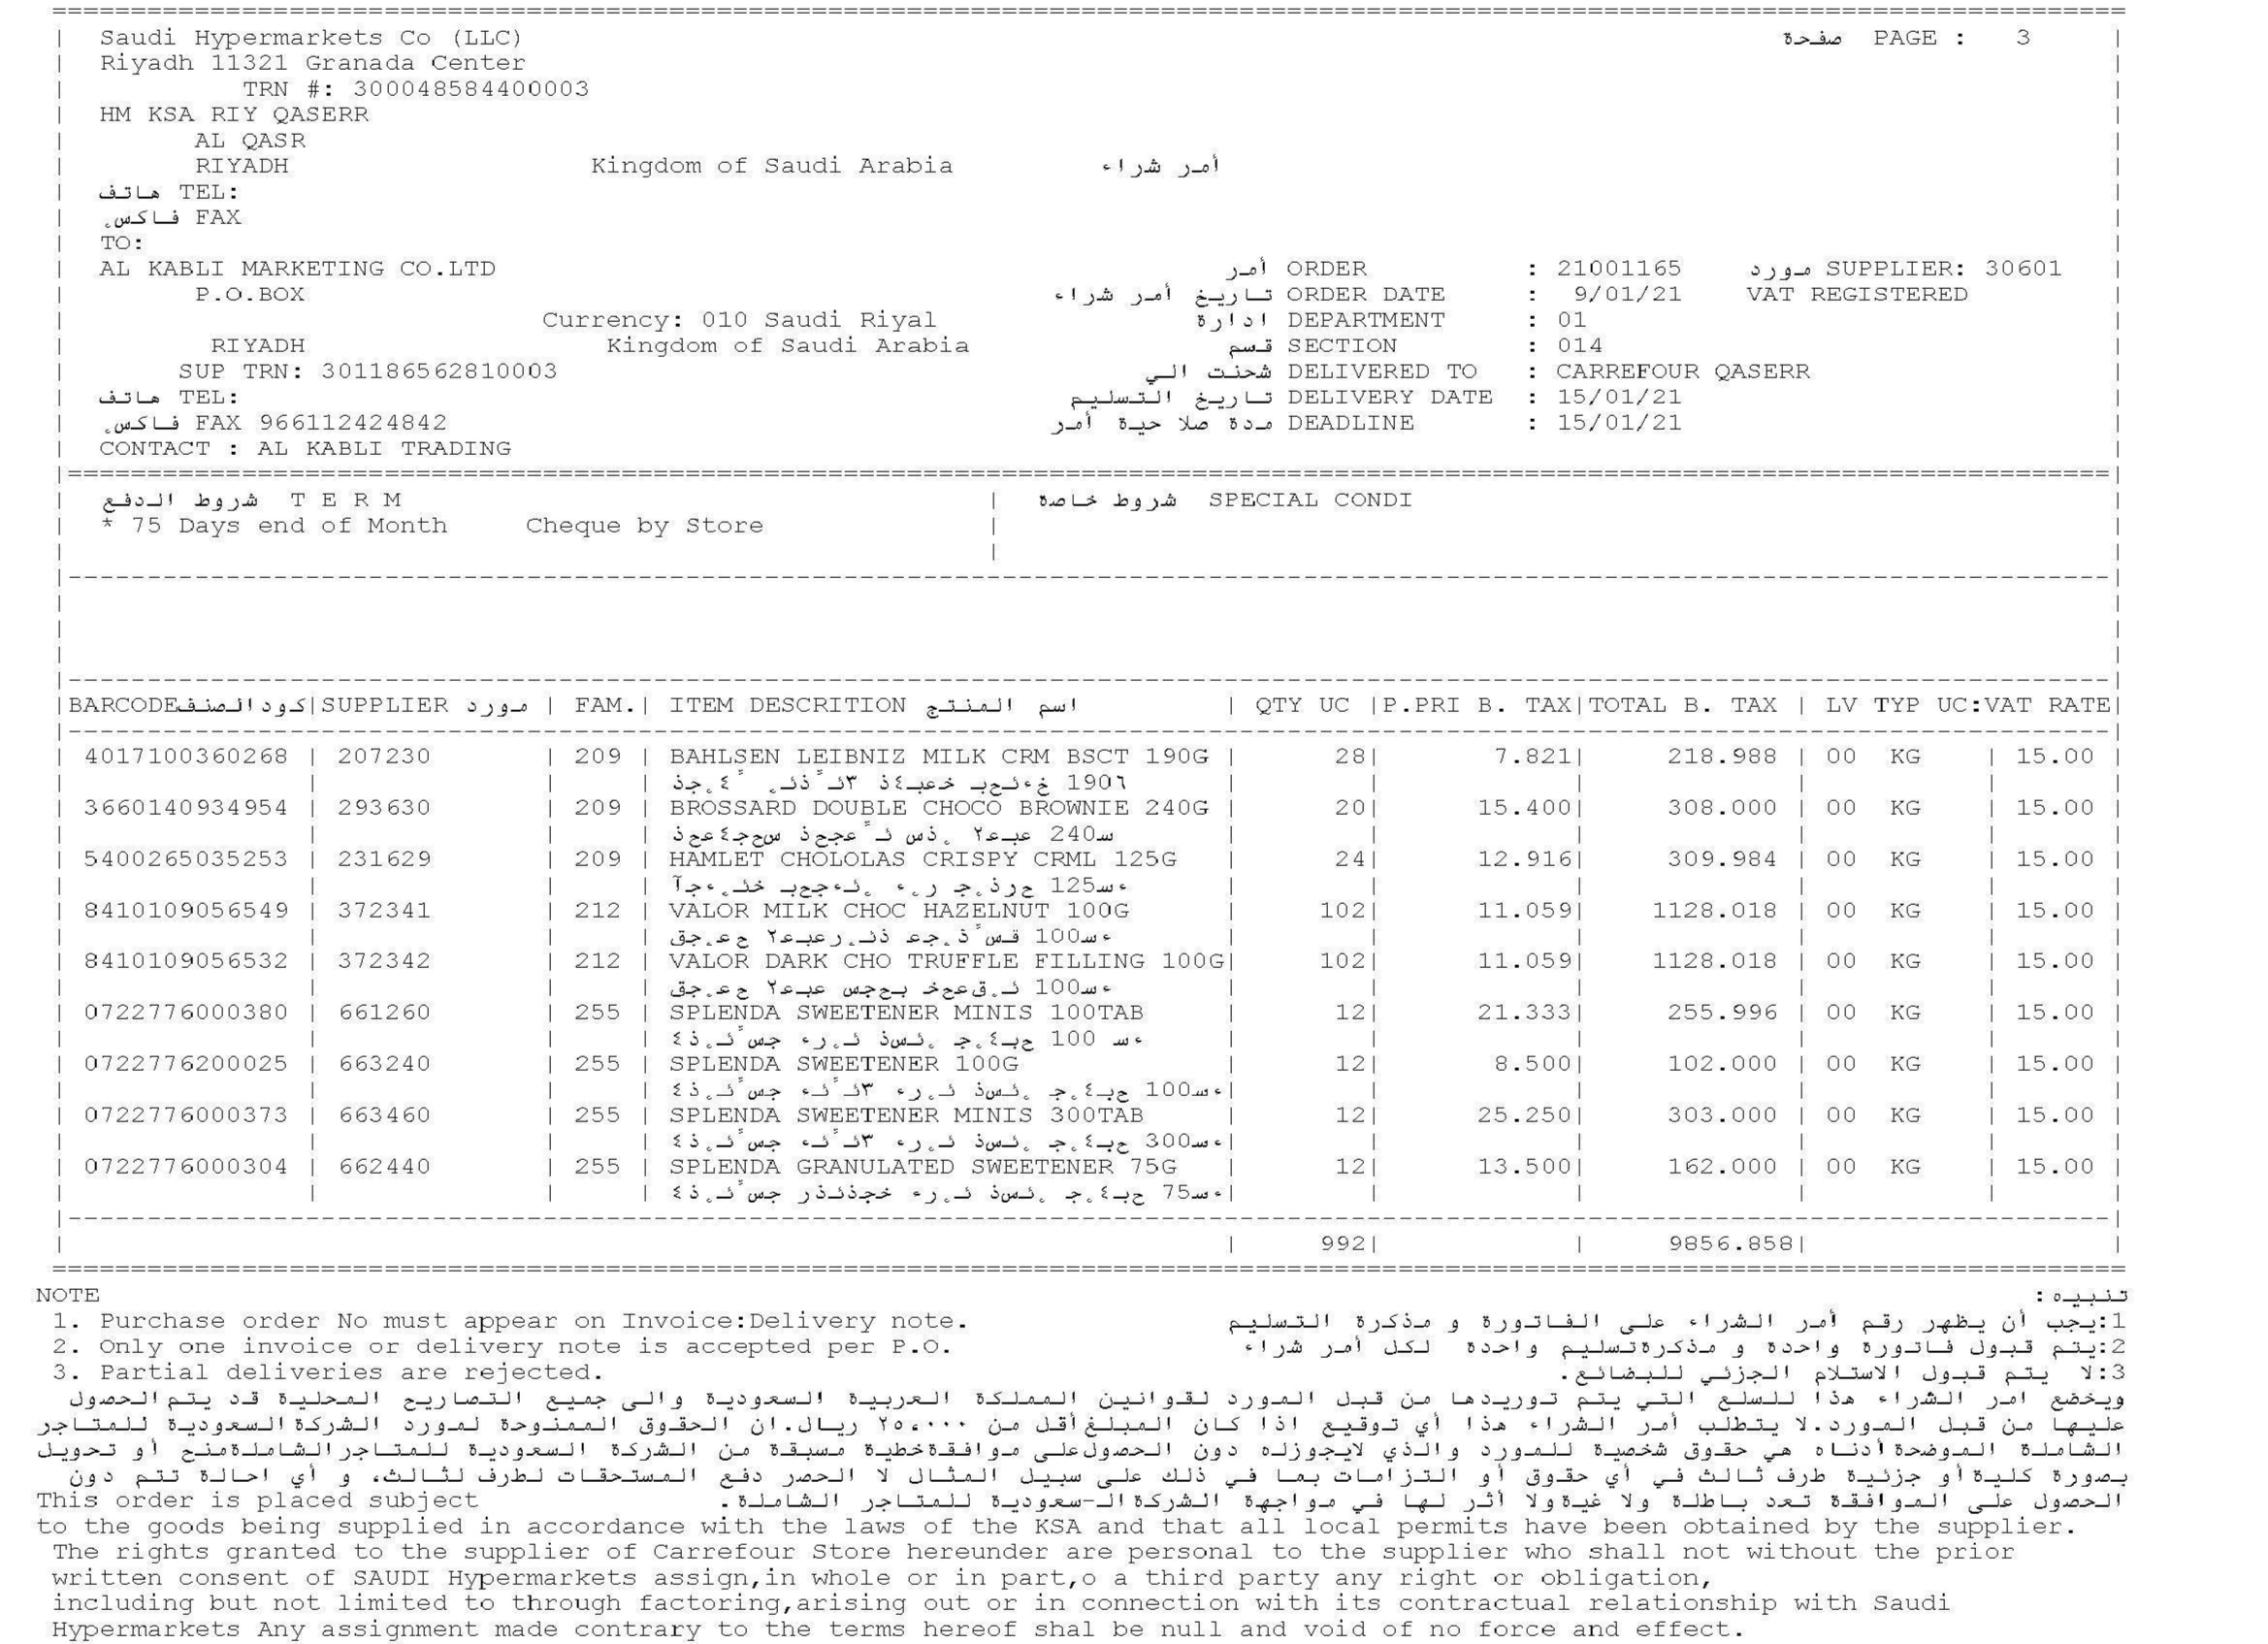 Saudi Hypermarkets Co (LLC) صفحة PAGE : 3
Riyadh 11321 Granada Center
TRN #: 300048584400003
HM KSA RIY QASERR
AL QASR
RIYADH Kingdom of Saudi Arabia أمر شراء
هاتف TEL:
فاكس FAX
TO:
AL KABLI MARKETING CO.LTD أمر ORDER : 21001165 مورد SUPPLIER: 30601
P.O.BOX تاريخ أمر شراء ORDER DATE : 9/01/21 VAT REGISTERED
Currency: 010 Saudi Riyal ادارة DEPARTMENT : 01
RIYADH Kingdom of Saudi Arabia قسم SECTION : 014
SUP TRN: 301186562810003 شحنت الي DELIVERED TO : CARREFOUR QASERR
هاتف TEL: تاريخ التسليم DELIVERY DATE : 15/01/21
فاكس FAX 966112424842 مدة صلا حية أمر DEADLINE : 15/01/21
CONTACT : AL KABLI TRADING
شروط الدفع T E R M | شروط خاصة SPECIAL CONDI
* 75 Days end of Month Cheque by Store
BARCODE كود الصنف | SUPPLIER مورد | FAM. | ITEM DESCRITION اسم المنتج | QTY UC | P.PRI B. TAX | TOTAL B. TAX | LV TYP UC:VAT RATE
4017100360268 | 207230 | 209 | BAHLSEN LEIBNIZ MILK CRM BSCT 190G | 28 | 7.821 | 218.988 | 00 KG | 15.00
3660140934954 | 293630 | 209 | BROSSARD DOUBLE CHOCO BROWNIE 240G | 20 | 15.400 | 308.000 | 00 KG | 15.00
5400265035253 | 231629 | 209 | HAMLET CHOLOLAS CRISPY CRML 125G | 24 | 12.916 | 309.984 | 00 KG | 15.00
8410109056549 | 372341 | 212 | VALOR MILK CHOC HAZELNUT 100G | 102 | 11.059 | 1128.018 | 00 KG | 15.00
8410109056532 | 372342 | 212 | VALOR DARK CHO TRUFFLE FILLING 100G | 102 | 11.059 | 1128.018 | 00 KG | 15.00
0722776000380 | 661260 | 255 | SPLENDA SWEETENER MINIS 100TAB | 12 | 21.333 | 255.996 | 00 KG | 15.00
0722776200025 | 663240 | 255 | SPLENDA SWEETENER 100G | 12 | 8.500 | 102.000 | 00 KG | 15.00
0722776000373 | 663460 | 255 | SPLENDA SWEETENER MINIS 300TAB | 12 | 25.250 | 303.000 | 00 KG | 15.00
0722776000304 | 662440 | 255 | SPLENDA GRANULATED SWEETENER 75G | 12 | 13.500 | 162.000 | 00 KG | 15.00
992 | 9856.858
NOTE تنبيه :
1. Purchase order No must appear on Invoice:Delivery note. 1:يجب أن يظهر رقم أمر الشراء على الفاتورة و مذكرة التسليم
2. Only one invoice or delivery note is accepted per P.O. 2:يتم قبول فاتورة واحدة و مذكرةتسليم واحدة لكل أمر شراء
3. Partial deliveries are rejected. 3:لا يتم قبول الاستلام الجزئي للبضائع.
ويخضع امر الشراء هذا للسلع التي يتم توريدها من قبل المورد لقوانين المملكة العربية السعودية والى جميع التصاريح المحلية قد يتم الحصول
عليها من قبل المورد.لا يتطلب أمر الشراء هذا أي توقيع اذا كان المبلغ أقل من ٢٥،٠٠٠ ريال.ان الحقوق الممنوحة لمورد الشركة السعودية للمتاجر
الشاملة الموضحة أدناه هي حقوق شخصية للمورد والذي لايجوزله دون الحصول على موافقةخطية مسبقة من الشركة السعودية للمتاجر الشاملةمنح أو تحويل
بصورة كلية أو جزئية طرف ثالث في أي حقوق أو التزامات بما في ذلك على سبيل المثال لا الحصر دفع المستحقات لطرف لثالث، و أي احالة تتم دون
This order is placed subject الحصول على الموافقة تعد باطلة ولا غيةولا أثر لها في مواجهة الشركة الـ-سعودية للمتاجر الشاملة.
to the goods being supplied in accordance with the laws of the KSA and that all local permits have been obtained by the supplier.
The rights granted to the supplier of Carrefour Store hereunder are personal to the supplier who shall not without the prior
written consent of SAUDI Hypermarkets assign,in whole or in part,o a third party any right or obligation,
including but not limited to through factoring,arising out or in connection with its contractual relationship with Saudi
Hypermarkets Any assignment made contrary to the terms hereof shal be null and void of no force and effect.